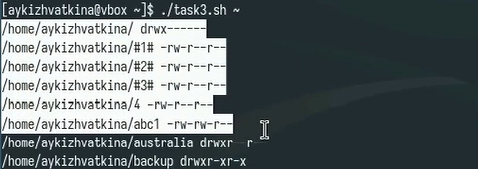 [aykizhvatkina@vbox ~]$ ./task3.sh ~
/home/aykizhvatkina/ drwx------
/home/aykizhvatkina/#1# -rw-r--r--
/home/aykizhvatkina/#2# -rw-r--r--
/home/aykizhvatkina/#3# -rw-r--r--
/home/aykizhvatkina/4 -rw-r--r--
/home/aykizhvatkina/abc1 -rw-rw-r--
/home/aykizhvatkina/australia drwxr--r--
/home/aykizhvatkina/backup drwxr-xr-x